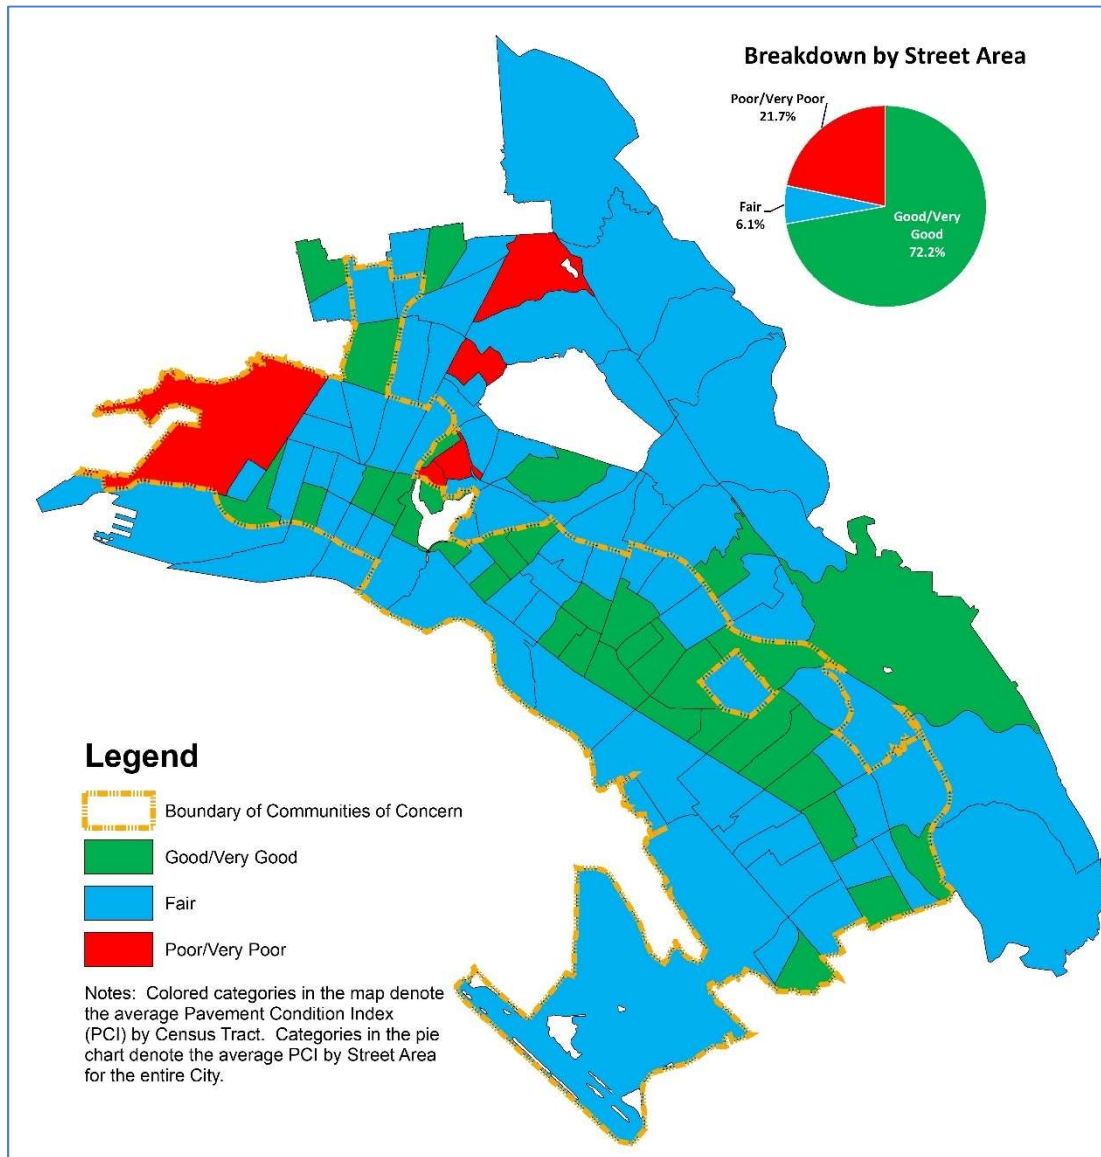 Breakdown by Street Area
Poor/Very Poor
21.7%
Fair
6.1%
Good/Very
Good
72.2%
Legend
Boundary of Communities of Concern
Good/Very Good
Fair
Poor/Very Poor
Notes: Colored categories in the map denote
the average Pavement Condition Index
(PCI) by Census Tract. Categories in the pie
chart denote the average PCI by Street Area
for the entire City.